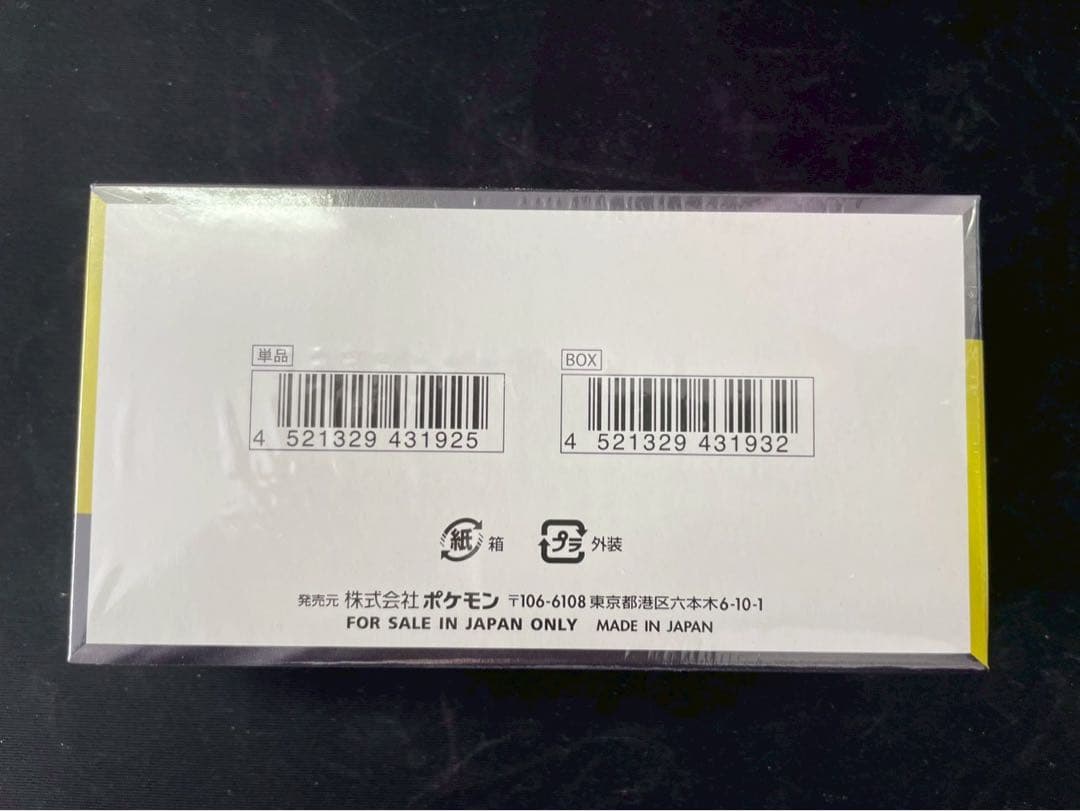 単品
4 521329 431925
BOX
4 521329 431932
紙 箱
プラ 外装
発売元 株式会社 ポケモン 〒106-6108 東京都港区六本木6-10-1
FOR SALE IN JAPAN ONLY MADE IN JAPAN